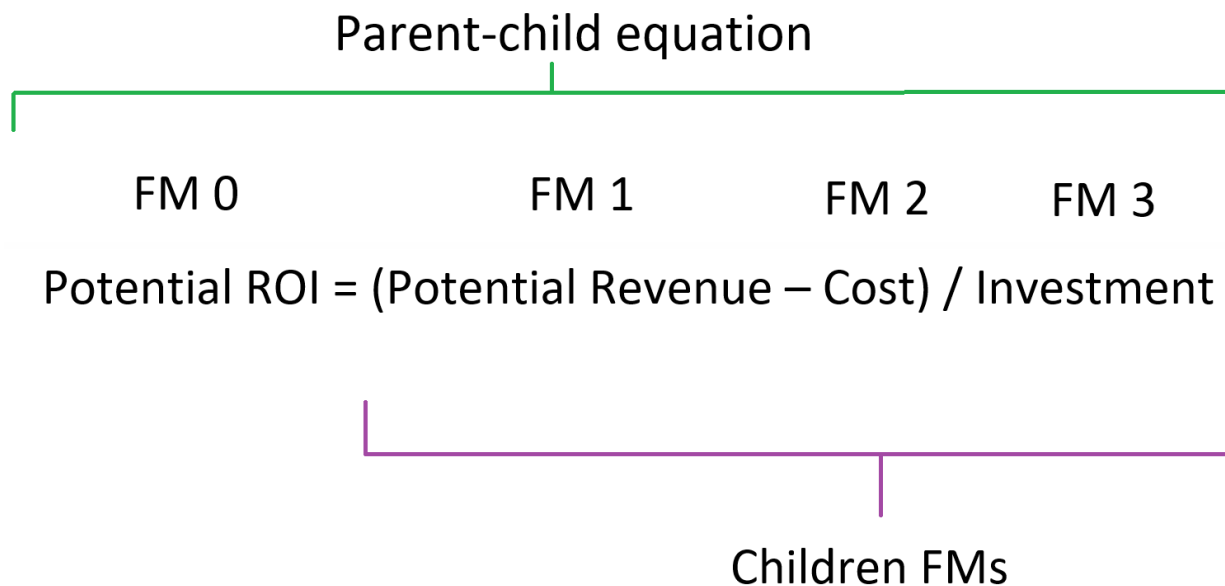 Parent-child equation
FM 0 FM 1 FM 2 FM 3
Potential ROI = (Potential Revenue – Cost) / Investment
Children FMs